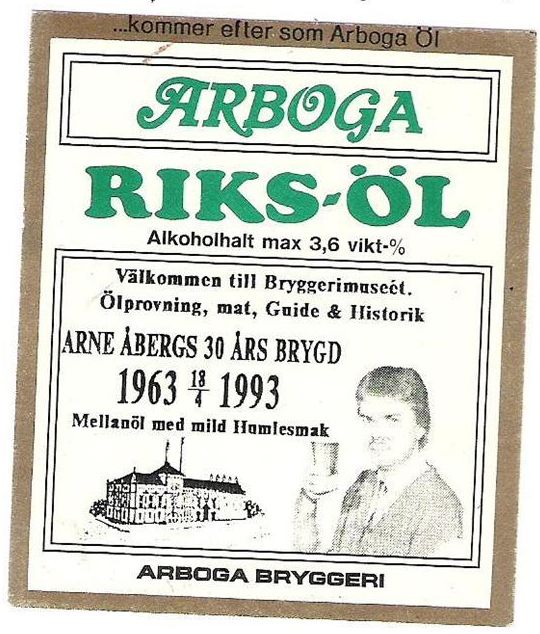 ...kommer efter som Arboga Öl
ARBOGA
RIKS-ÖL
Alkoholhalt max 3,6 vikt-%
Välkommen till Bryggerimuseét.
Ölprovning, mat, Guide & Historik
ARNE ÅBERGS 30 ÅRS BRYGD
1963 18/4 1993
Mellanöl med mild Humlesmak
ARBOGA BRYGGERI